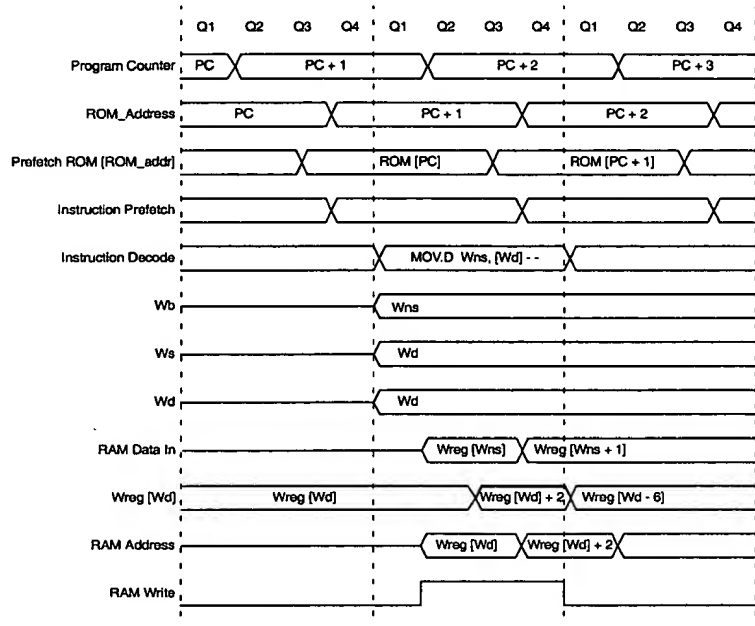 Q1 Q2 Q3 Q4 Q1 Q2 Q3 Q4 Q1 Q2 Q3 Q4
Program Counter PC PC + 1 PC + 2 PC + 3
ROM_Address PC PC + 1 PC + 2
Prefetch ROM [ROM_addr] ROM [PC] ROM [PC + 1]
Instruction Prefetch
Instruction Decode MOV.D Wns, [Wd] - -
Wb Wns
Ws Wd
Wd Wd
RAM Data In Wreg [Wns] Wreg [Wns + 1]
Wreg [Wd] Wreg [Wd] Wreg [Wd] + 2 Wreg [Wd - 6]
RAM Address Wreg [Wd] Wreg [Wd] + 2
RAM Write